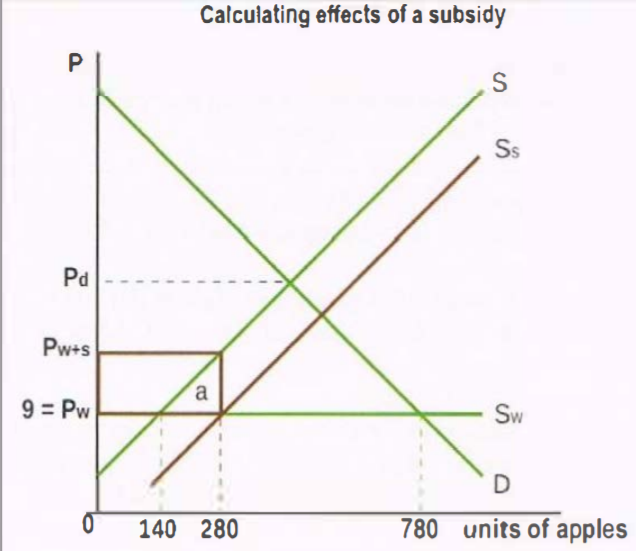 Calculating effects of a subsidy
P
S
Ss
Pd
Pw+s
a
9 = Pw
Sw
D
0 140 280 780 units of apples